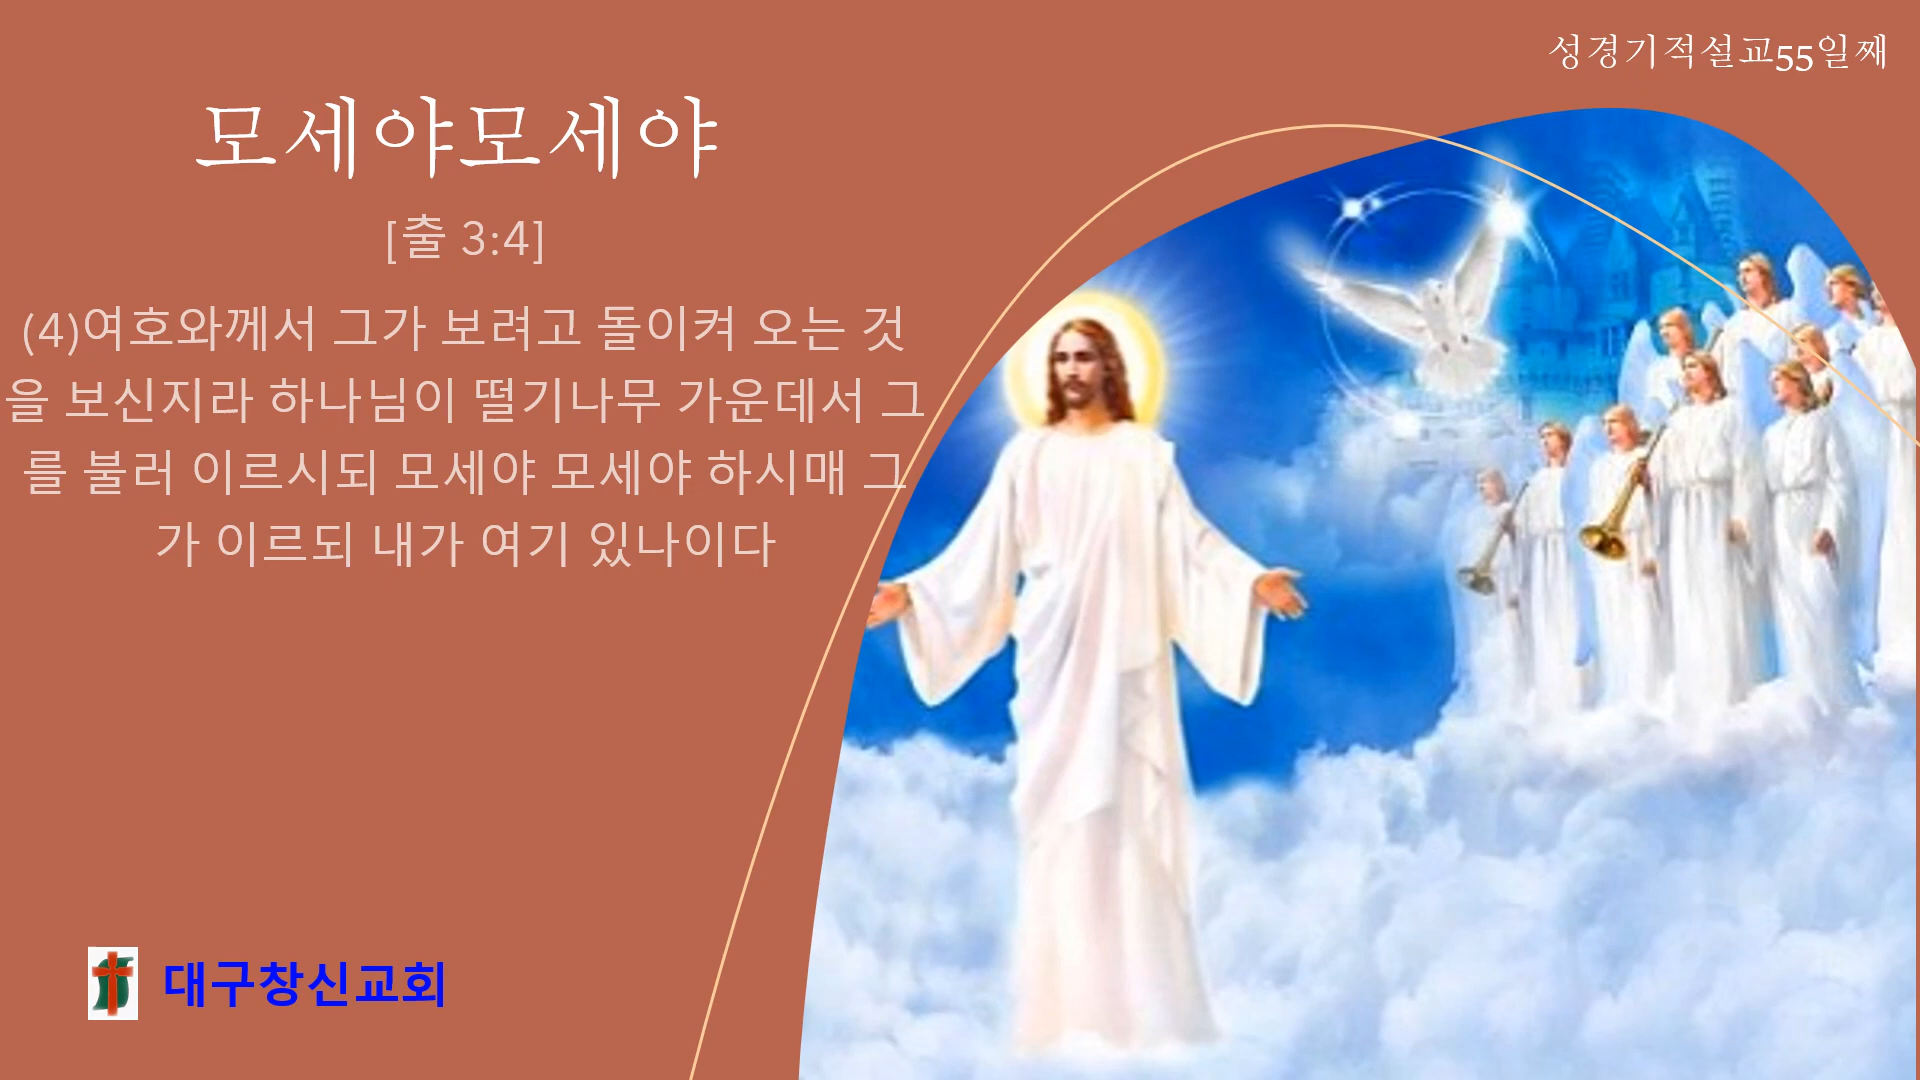 성경기적설교55일째
모세야모세야
[출 3:4]
(4)여호와께서 그가 보려고 돌이켜 오는 것
을 보신지라 하나님이 떨기나무 가운데서 그
를 불러 이르시되 모세야 모세야 하시매 그
가 이르되 내가 여기 있나이다
대구창신교회